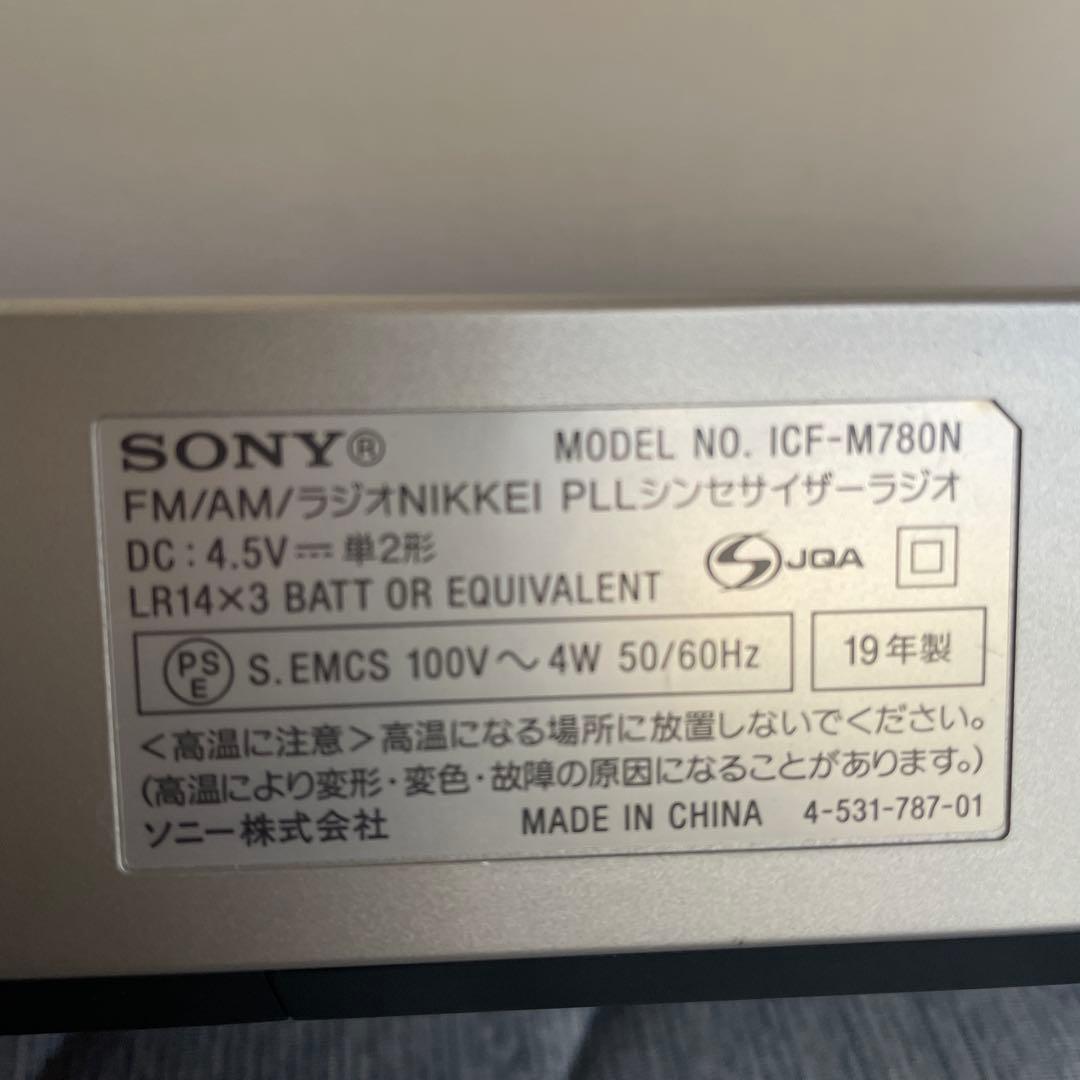 SONY® MODEL NO. ICF-M780N
FM/AM/ラジオNIKKEI PLLシンセサイザーラジオ
DC : 4.5V⎓単2形
LR14×3 BATT OR EQUIVALENT
JQA
PSE S. EMCS 100V～4W 50/60Hz 19年製
＜高温に注意＞高温になる場所に放置しないでください。
(高温により変形・変色・故障の原因になることがあります。)
ソニー株式会社 MADE IN CHINA 4-531-787-01